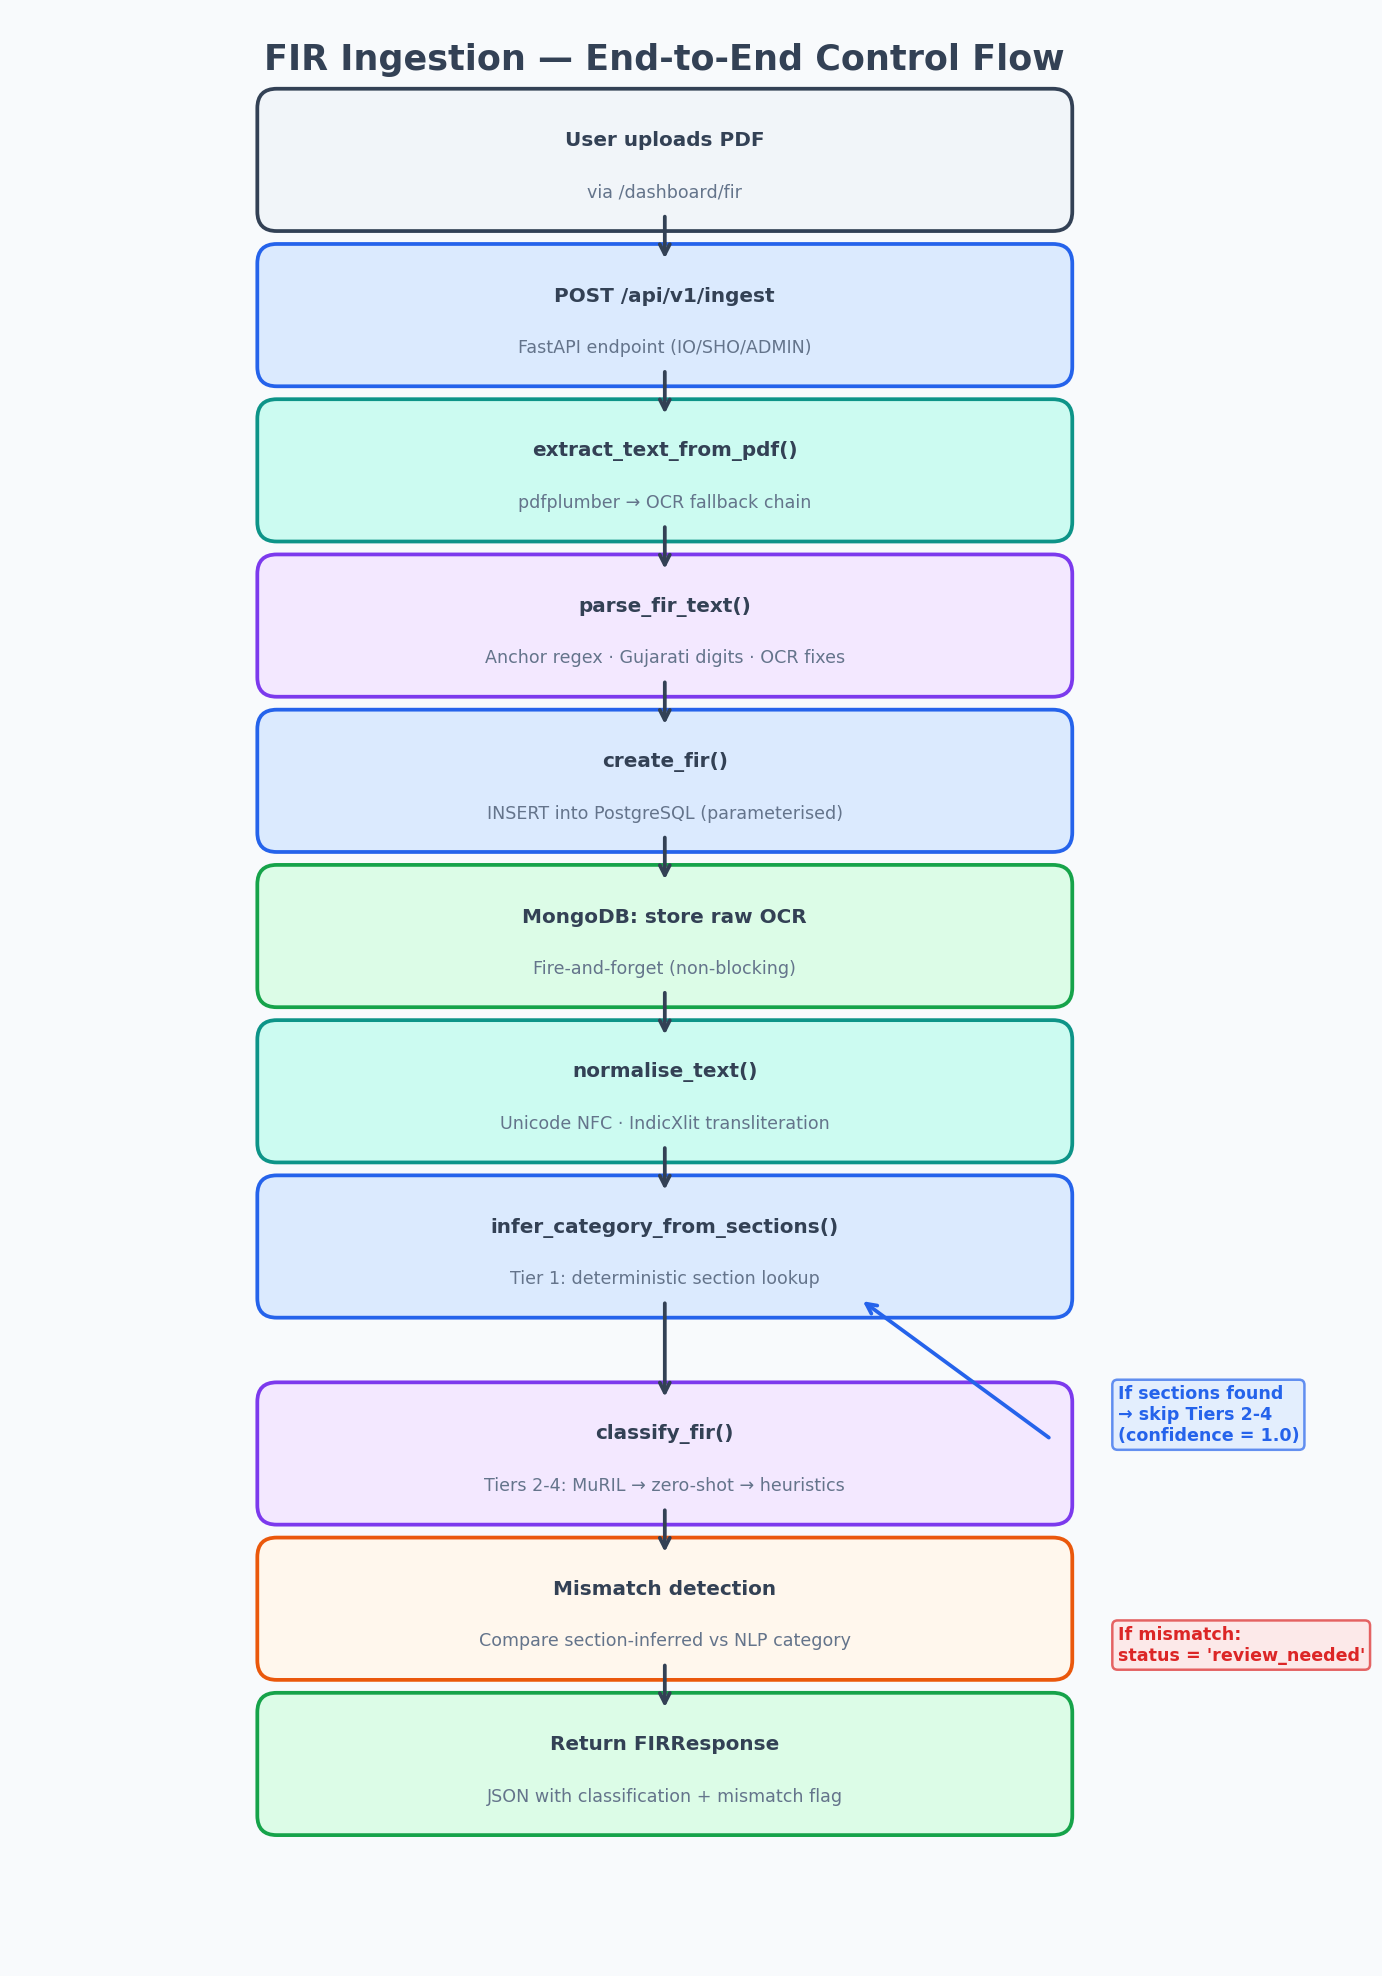 FIR Ingestion — End-to-End Control Flow
User uploads PDF
via /dashboard/fir
POST /api/v1/ingest
FastAPI endpoint (IO/SHO/ADMIN)
extract_text_from_pdf()
pdfplumber → OCR fallback chain
parse_fir_text()
Anchor regex · Gujarati digits · OCR fixes
create_fir()
INSERT into PostgreSQL (parameterised)
MongoDB: store raw OCR
Fire-and-forget (non-blocking)
normalise_text()
Unicode NFC · IndicXlit transliteration
infer_category_from_sections()
Tier 1: deterministic section lookup
If sections found
→ skip Tiers 2-4
(confidence = 1.0)
classify_fir()
Tiers 2-4: MuRIL → zero-shot → heuristics
Mismatch detection
Compare section-inferred vs NLP category
If mismatch:
status = 'review_needed'
Return FIRResponse
JSON with classification + mismatch flag